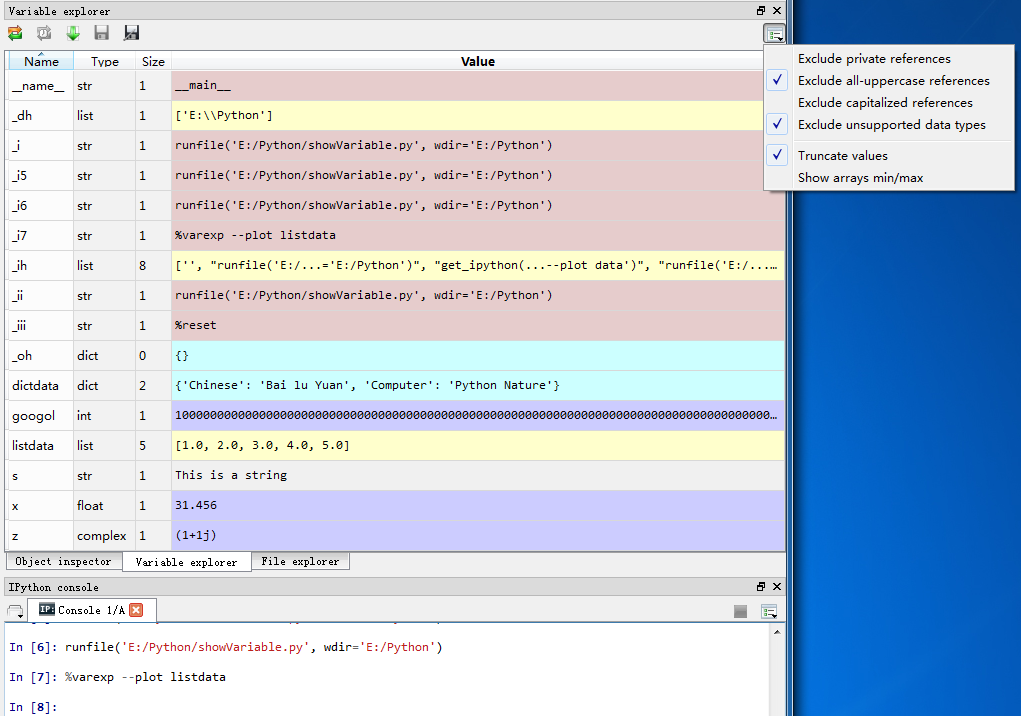 Variable explorer
Name Type Size Value
__name__ str 1 __main__
_dh list 1 ['E:\\Python']
_i str 1 runfile('E:/Python/showVariable.py', wdir='E:/Python')
_i5 str 1 runfile('E:/Python/showVariable.py', wdir='E:/Python')
_i6 str 1 runfile('E:/Python/showVariable.py', wdir='E:/Python')
_i7 str 1 %varexp --plot listdata
_ih list 8 ['', "runfile('E:/...='E:/Python')", "get_ipython(...--plot data')", "runfile('E:/......
_ii str 1 runfile('E:/Python/showVariable.py', wdir='E:/Python')
_iii str 1 %reset
_oh dict 0 {}
dictdata dict 2 {'Chinese': 'Bai lu Yuan', 'Computer': 'Python Nature'}
googol int 1 1000000000000000000000000000000000000000000000000000000000000000000000000000000000000...
listdata list 5 [1.0, 2.0, 3.0, 4.0, 5.0]
s str 1 This is a string
x float 1 31.456
z complex 1 (1+1j)
Exclude private references
Exclude all-uppercase references
Exclude capitalized references
Exclude unsupported data types
Truncate values
Show arrays min/max
Object inspector Variable explorer File explorer
IPython console
IP: Console 1/A
In [6]: runfile('E:/Python/showVariable.py', wdir='E:/Python')
In [7]: %varexp --plot listdata
In [8]: